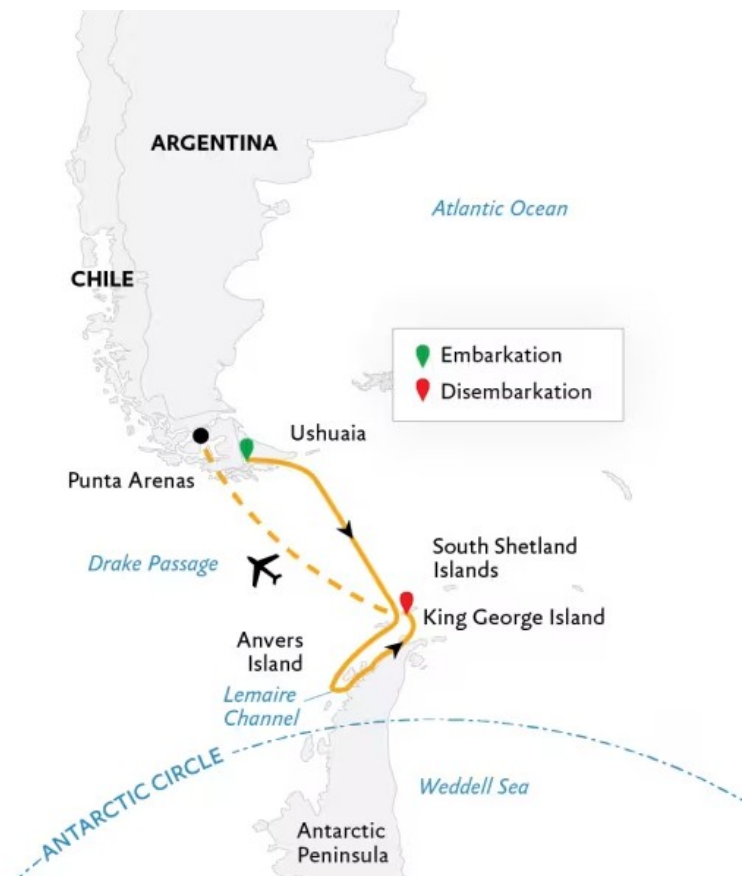 ARGENTINA
Atlantic Ocean
CHILE
Embarkation
Disembarkation
Ushuaia
Punta Arenas
Drake Passage
South Shetland
Islands
King George Island
Anvers
Island
Lemaire
Channel
ANTARCTIC CIRCLE
Weddell Sea
Antarctic
Peninsula